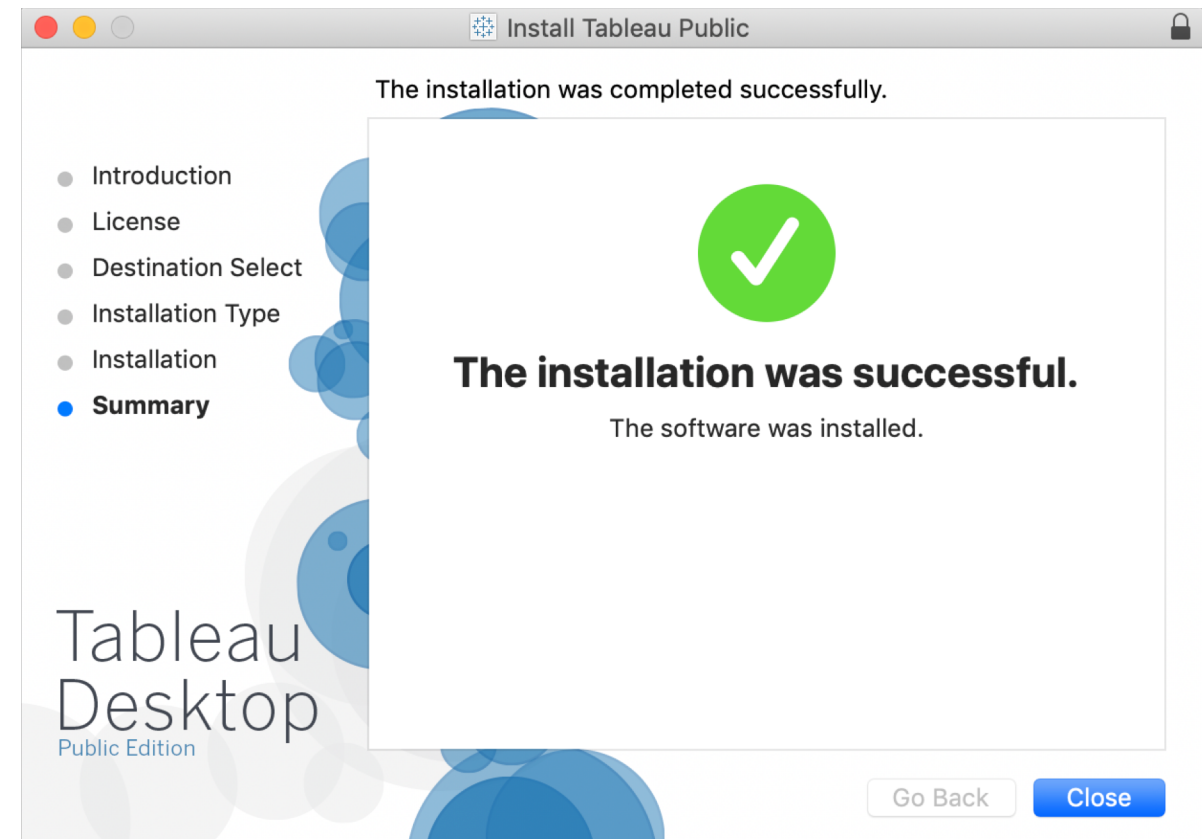 Install Tableau Public
The installation was completed successfully.
Introduction
License
Destination Select
Installation Type
Installation
Summary
The installation was successful.
The software was installed.
Tableau
Desktop
Public Edition
Go Back
Close